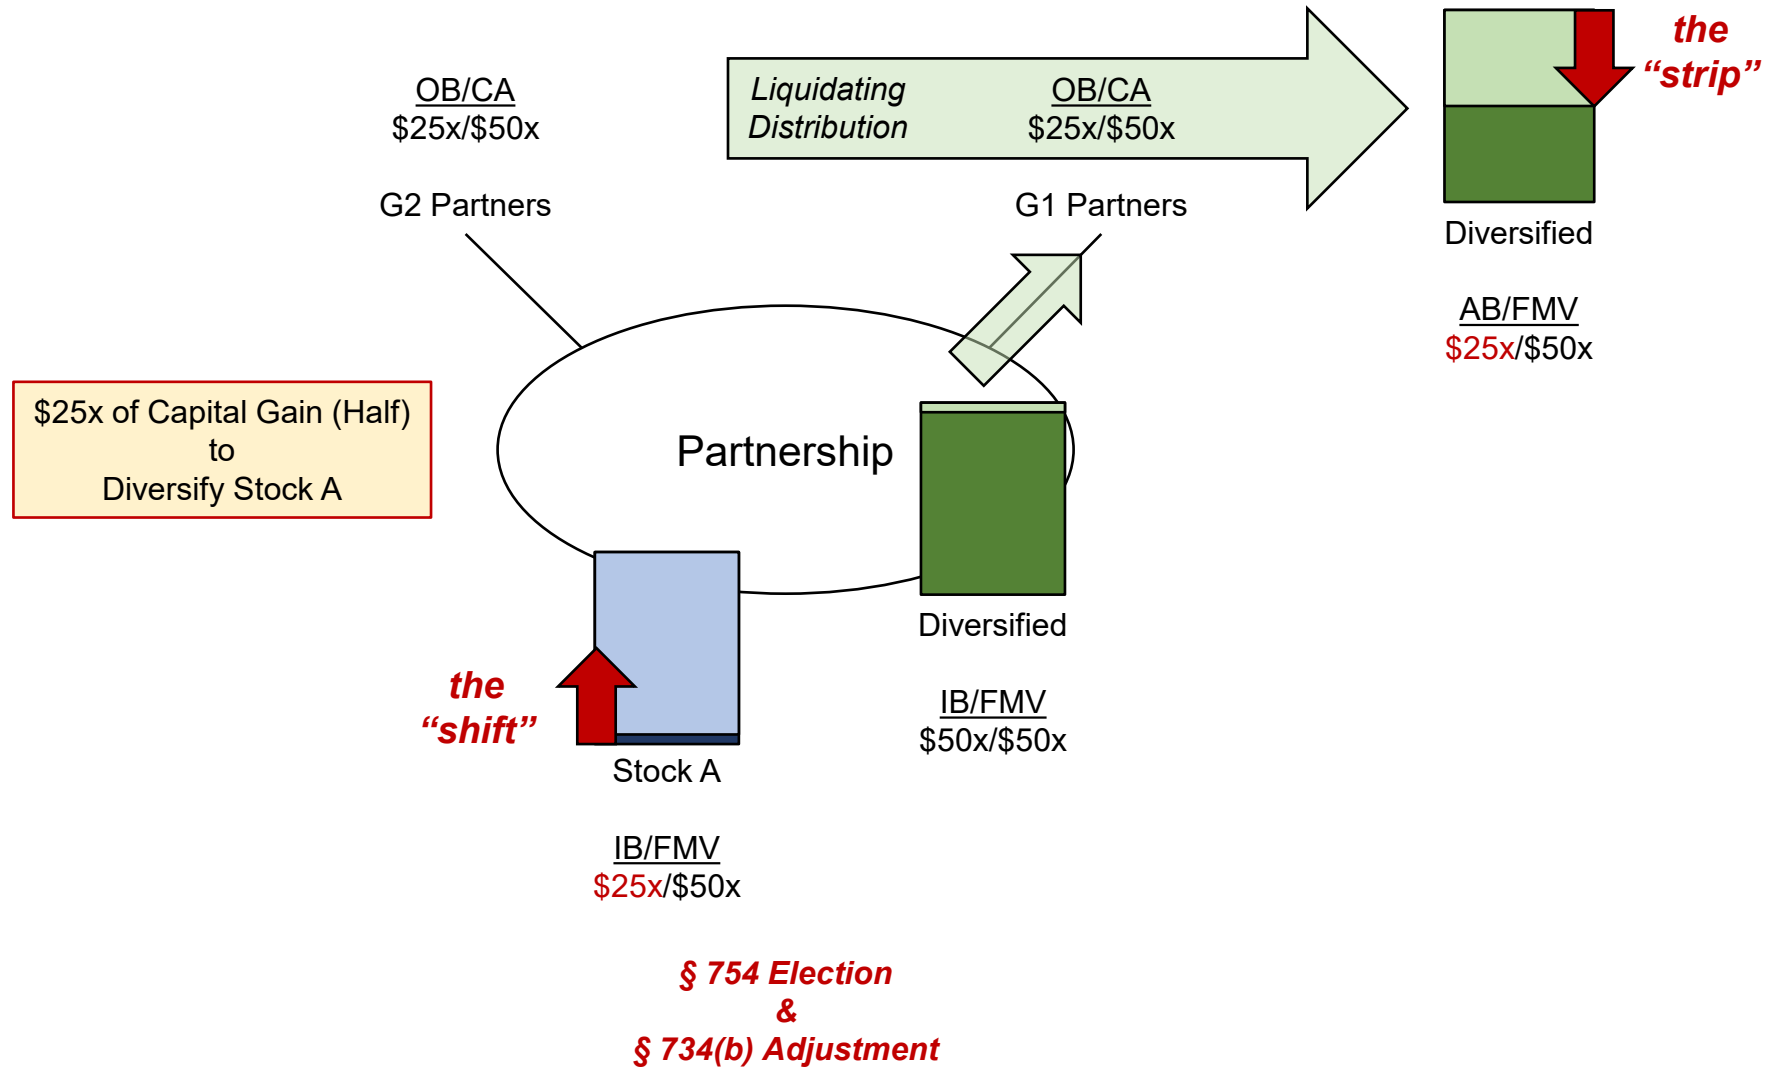 the
“strip”
OB/CA
$25x/$50x
Liquidating
Distribution
OB/CA
$25x/$50x
G2 Partners
G1 Partners
Diversified
AB/FMV
$25x/$50x
$25x of Capital Gain (Half)
to
Diversify Stock A
Partnership
Diversified
the
“shift”
IB/FMV
$50x/$50x
Stock A
IB/FMV
$25x/$50x
§ 754 Election
&
§ 734(b) Adjustment